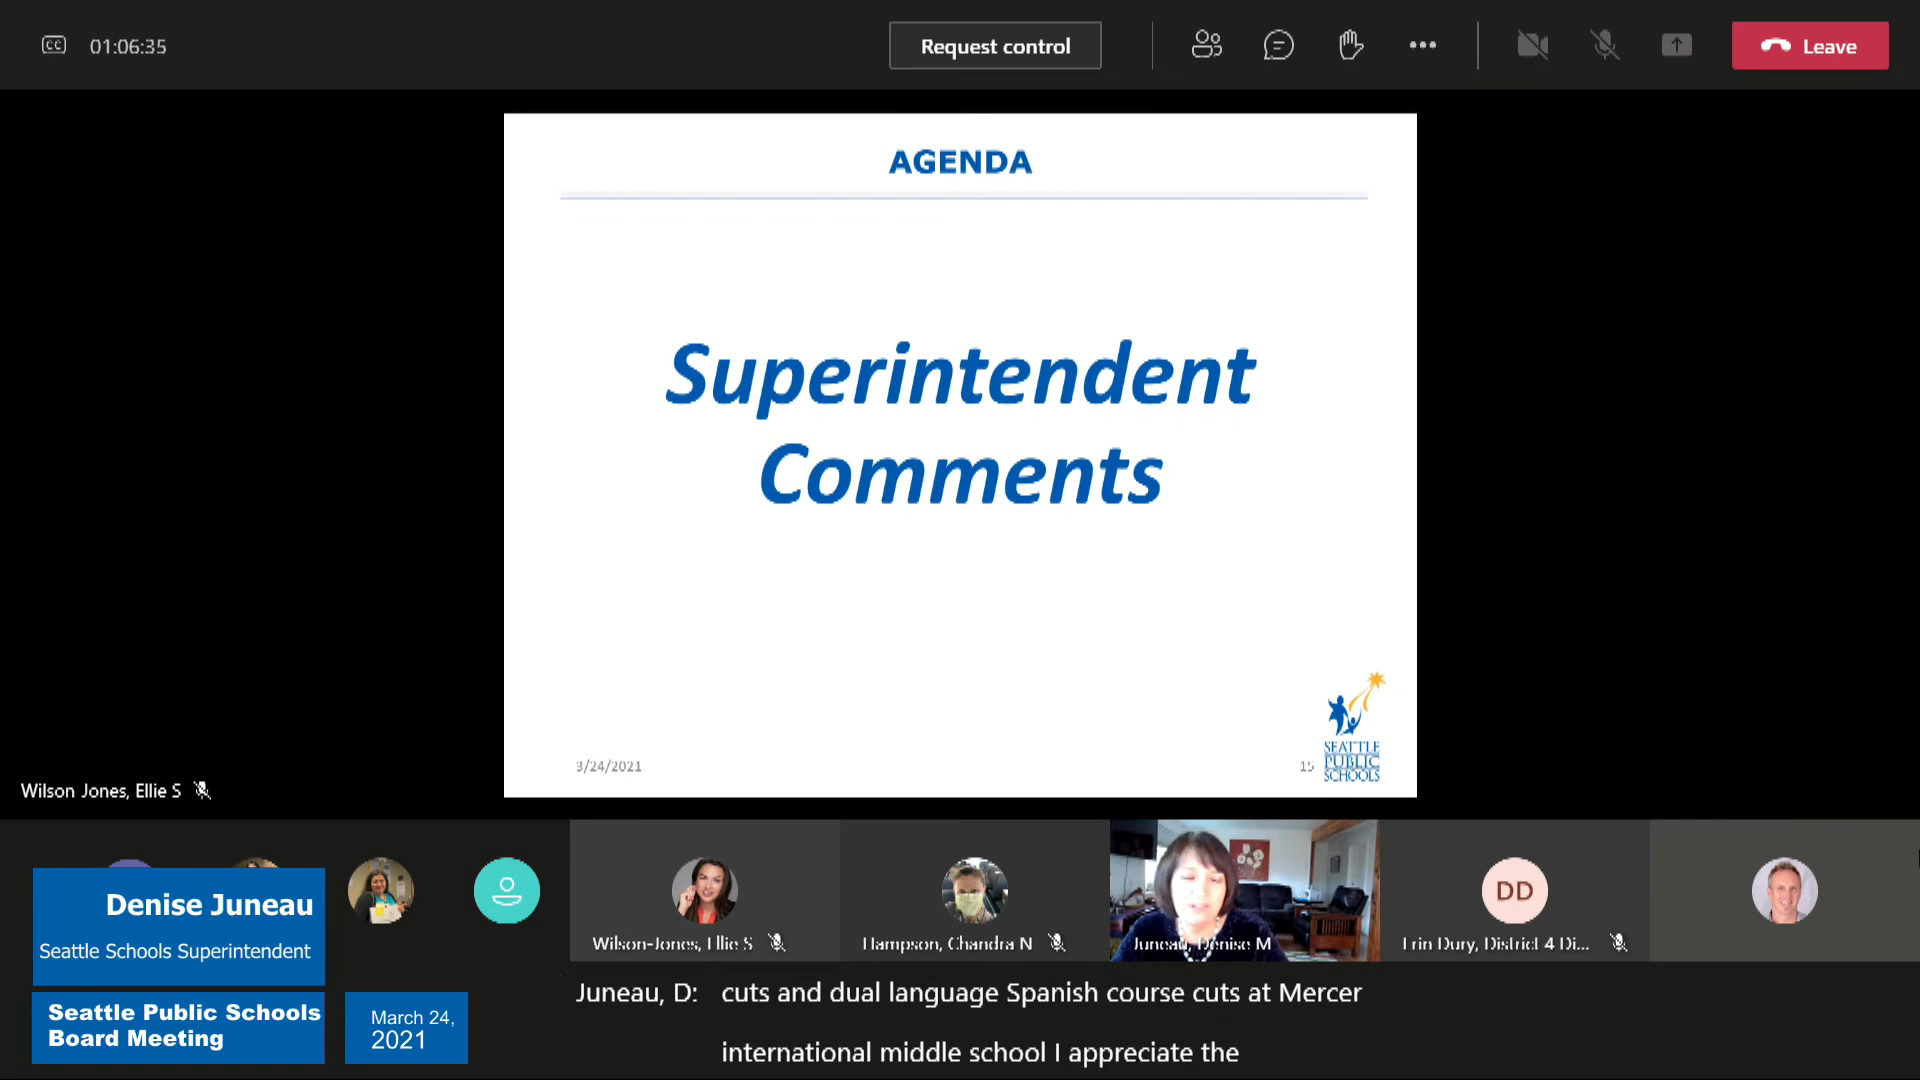 CC 01:06:35
Request control
Leave
AGENDA
Superintendent
Comments
3/24/2021
15
SEATTLE
PUBLIC
SCHOOLS
Wilson Jones, Ellie S
DD
Wilson-Jones, Ellie S
Hampson, Chandra N
Juneau, Denise M
Erin Dury, District 4 Di...
Denise Juneau
Seattle Schools Superintendent
Seattle Public Schools
Board Meeting
March 24,
2021
Juneau, D: cuts and dual language Spanish course cuts at Mercer
international middle school I appreciate the